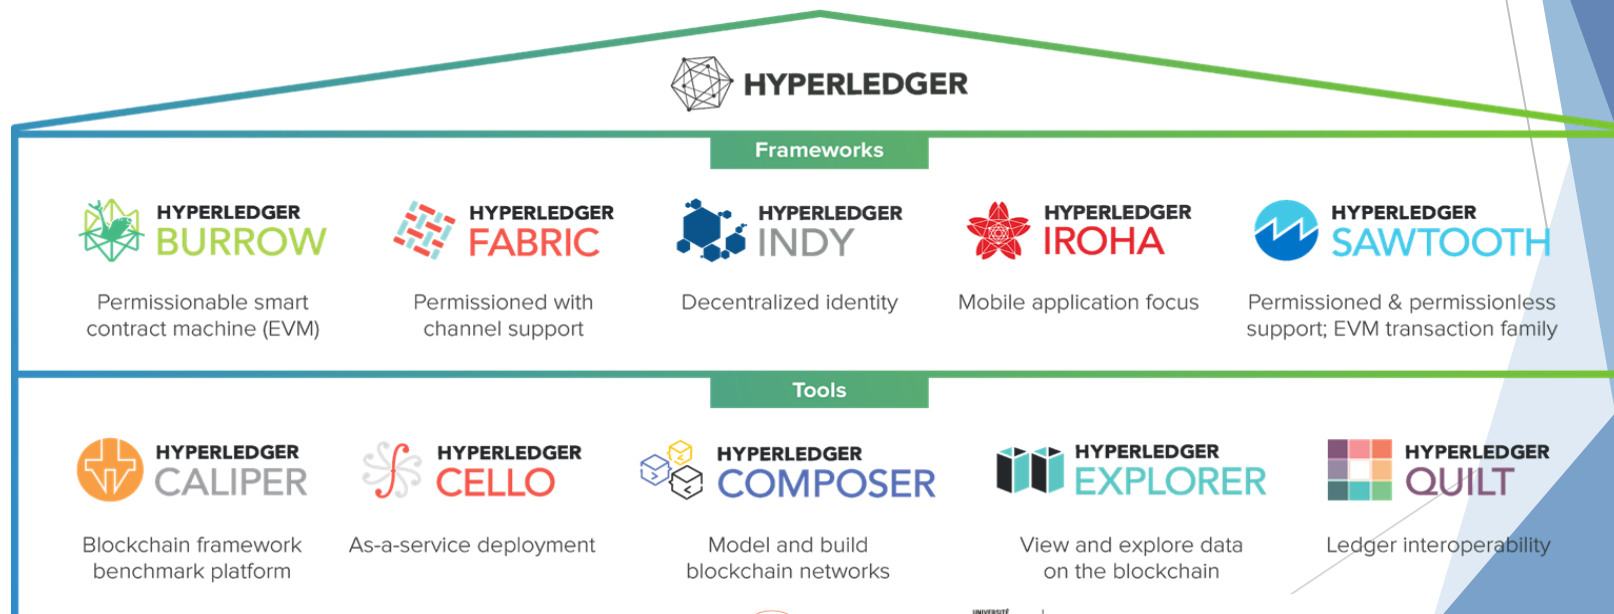 HYPERLEDGER
Frameworks
HYPERLEDGER
BURROW
Permissionable smart
contract machine (EVM)
HYPERLEDGER
FABRIC
Permissioned with
channel support
HYPERLEDGER
INDY
Decentralized identity
HYPERLEDGER
IROHA
Mobile application focus
HYPERLEDGER
SAWTOOTH
Permissioned & permissionless
support; EVM transaction family
Tools
HYPERLEDGER
CALIPER
Blockchain framework
benchmark platform
HYPERLEDGER
CELLO
As-a-service deployment
HYPERLEDGER
COMPOSER
Model and build
blockchain networks
HYPERLEDGER
EXPLORER
View and explore data
on the blockchain
HYPERLEDGER
QUILT
Ledger interoperability
UNIVERSITÉ